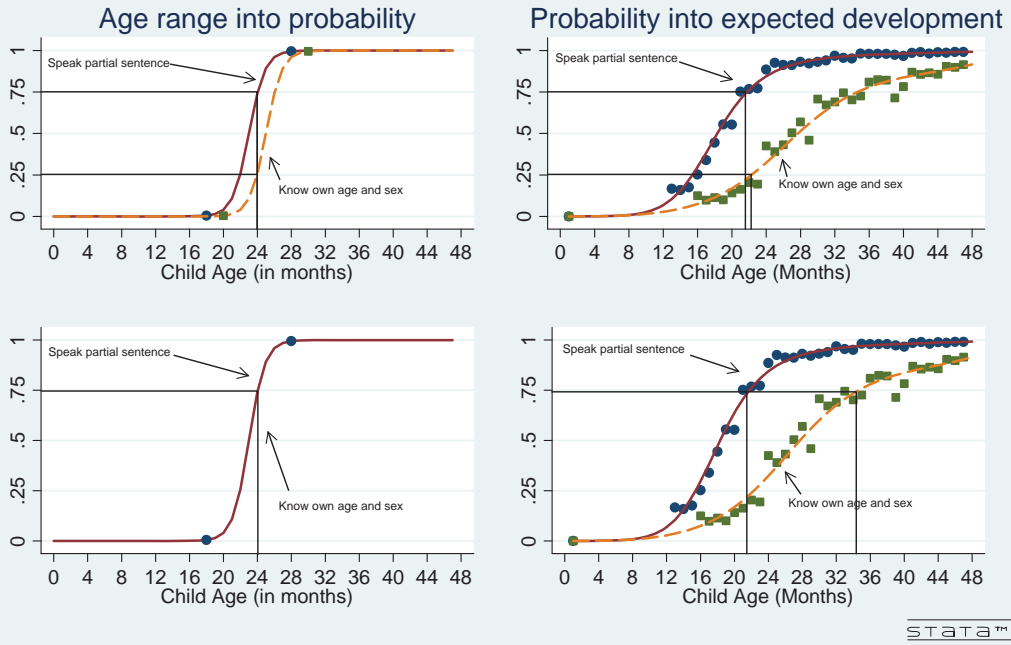 Age range into probability
Probability into expected development
1
.75
.5
.25
0
Speak partial sentence
Know own age and sex
0 4 8 12 16 20 24 28 32 36 40 44 48
Child Age (in months)
1
.75
.5
.25
0
Speak partial sentence
Know own age and sex
0 4 8 12 16 20 24 28 32 36 40 44 48
Child Age (Months)
1
.75
.5
.25
0
Speak partial sentence
Know own age and sex
0 4 8 12 16 20 24 28 32 36 40 44 48
Child Age (in months)
1
.75
.5
.25
0
Speak partial sentence
Know own age and sex
0 4 8 12 16 20 24 28 32 36 40 44 48
Child Age (Months)
STaTa™